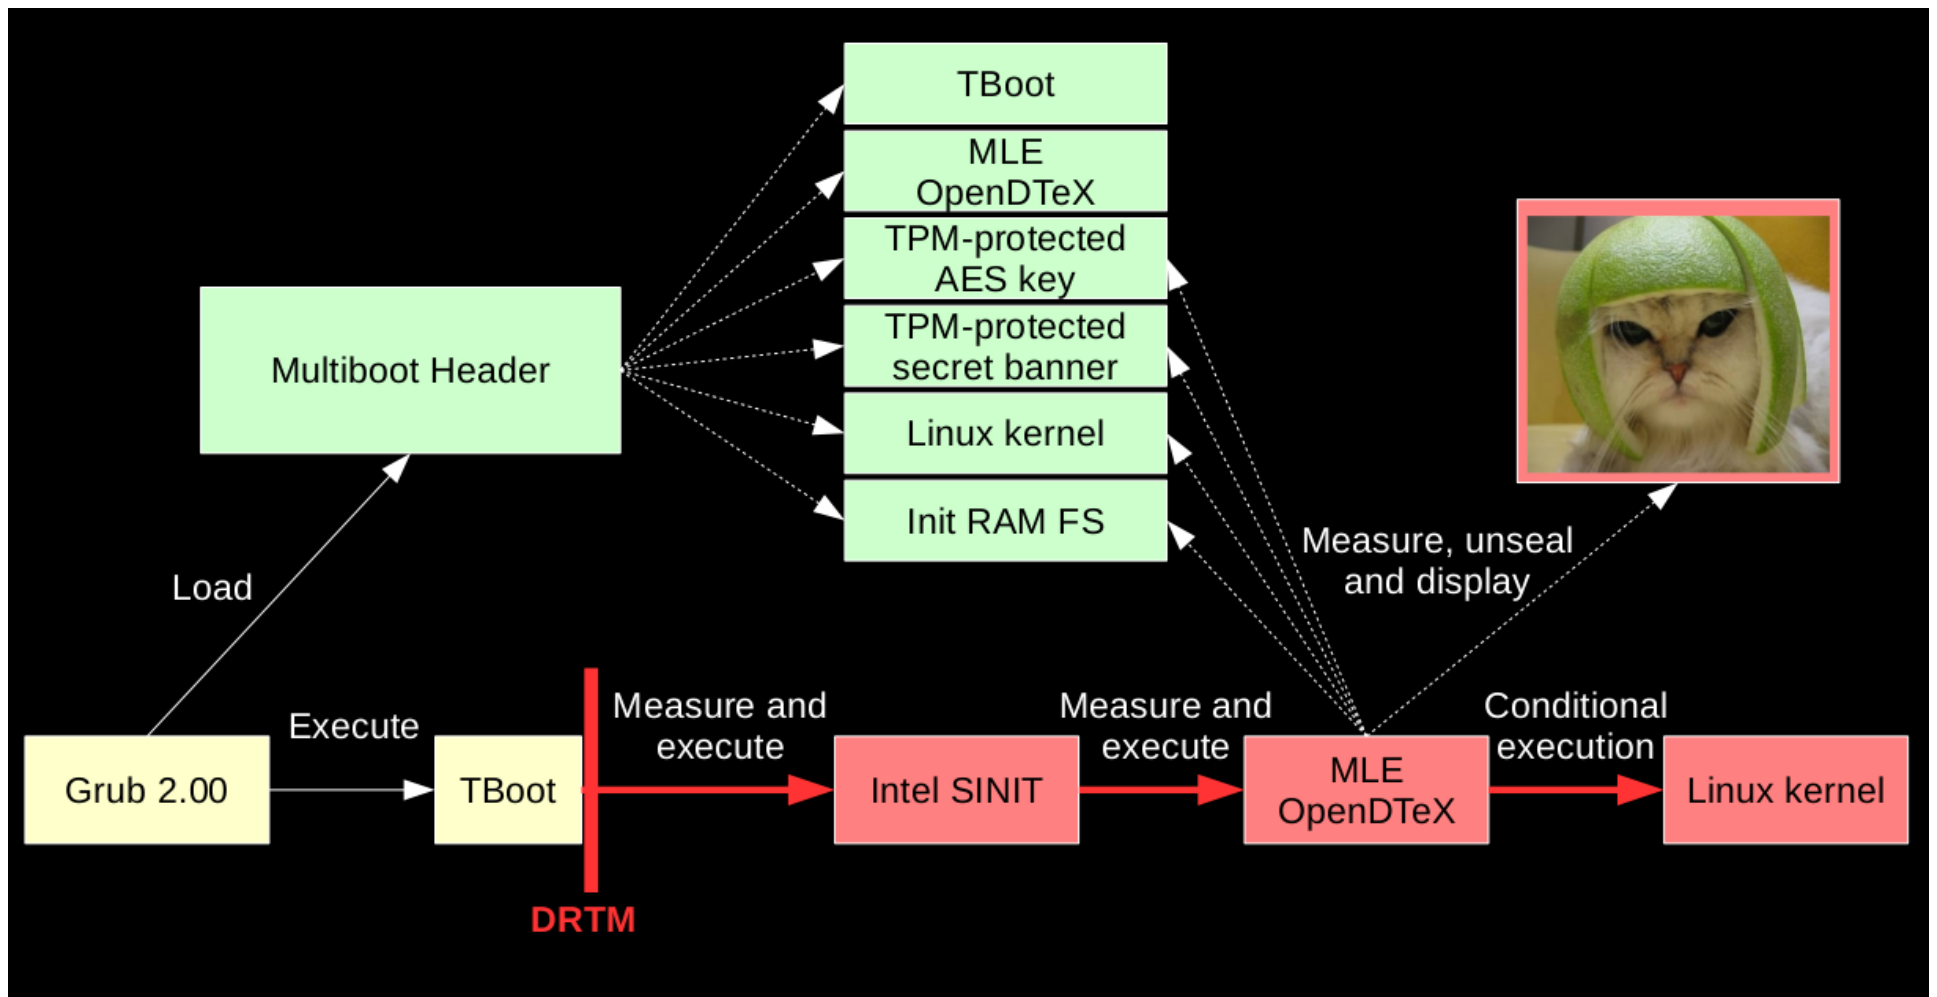 TBoot
MLE
OpenDTeX
TPM-protected
AES key
TPM-protected
secret banner
Linux kernel
Init RAM FS
Multiboot Header
Load
Measure, unseal
and display
Execute
Measure and
execute
Measure and
execute
Conditional
execution
Grub 2.00
TBoot
Intel SINIT
MLE
OpenDTeX
Linux kernel
DRTM